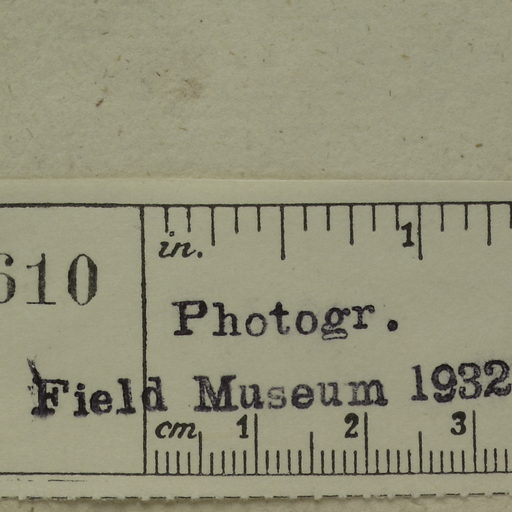 in. 1
610
Photogr.
Field Museum 1932
cm 1 2 3